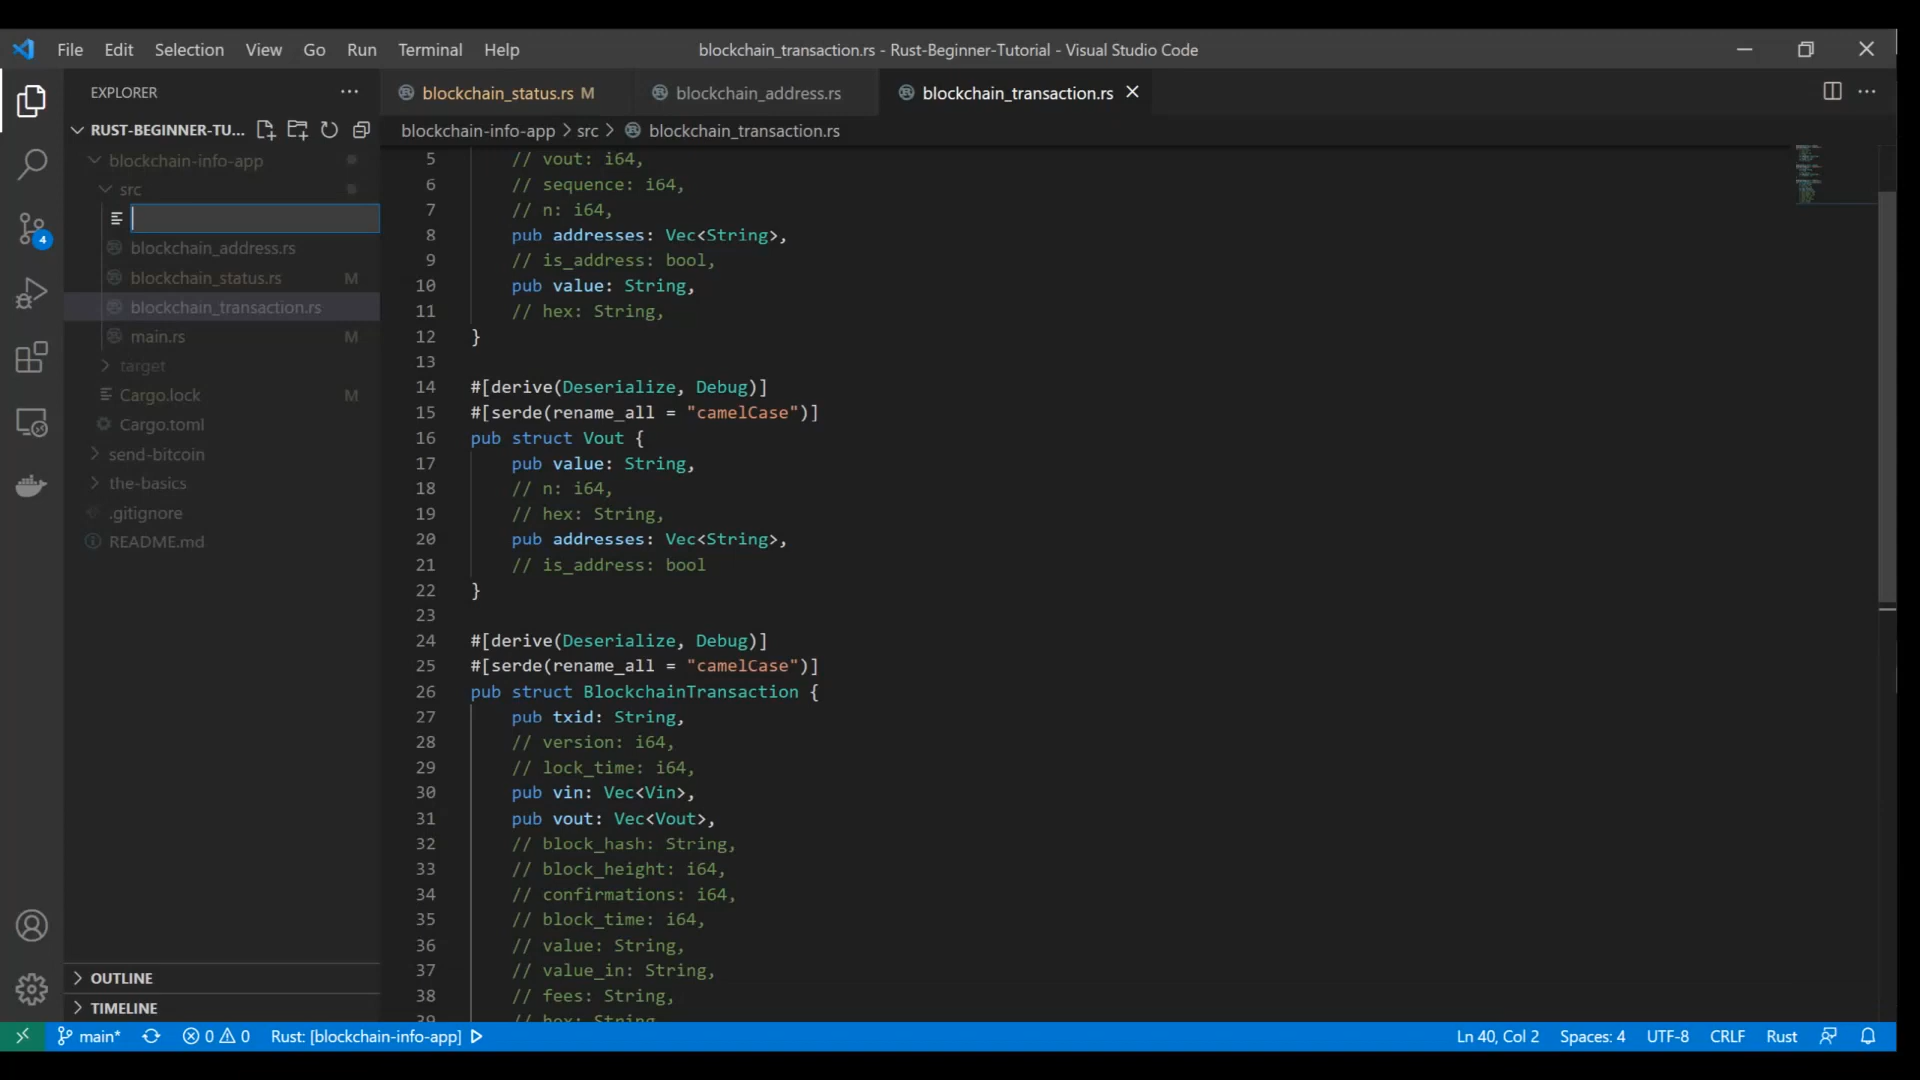 File Edit Selection View Go Run Terminal Help
blockchain_transaction.rs - Rust-Beginner-Tutorial - Visual Studio Code
EXPLORER
RUST-BEGINNER-TU...
blockchain-info-app
src
blockchain_address.rs
blockchain_status.rs M
blockchain_transaction.rs
main.rs M
target
Cargo.lock M
Cargo.toml
send-bitcoin
the-basics
.gitignore
README.md
OUTLINE
TIMELINE
4
blockchain_status.rs M
blockchain_address.rs
blockchain_transaction.rs
blockchain-info-app > src > blockchain_transaction.rs
5 // vout: i64,
6 // sequence: i64,
7 // n: i64,
8 pub addresses: Vec<String>,
9 // is_address: bool,
10 pub value: String,
11 // hex: String,
12 }
13
14 #[derive(Deserialize, Debug)]
15 #[serde(rename_all = "camelCase")]
16 pub struct Vout {
17 pub value: String,
18 // n: i64,
19 // hex: String,
20 pub addresses: Vec<String>,
21 // is_address: bool
22 }
23
24 #[derive(Deserialize, Debug)]
25 #[serde(rename_all = "camelCase")]
26 pub struct BlockchainTransaction {
27 pub txid: String,
28 // version: i64,
29 // lock_time: i64,
30 pub vin: Vec<Vin>,
31 pub vout: Vec<Vout>,
32 // block_hash: String,
33 // block_height: i64,
34 // confirmations: i64,
35 // block_time: i64,
36 // value: String,
37 // value_in: String,
38 // fees: String,
39 // hex: String
main* 0 0 Rust: [blockchain-info-app] Ln 40, Col 2 Spaces: 4 UTF-8 CRLF Rust